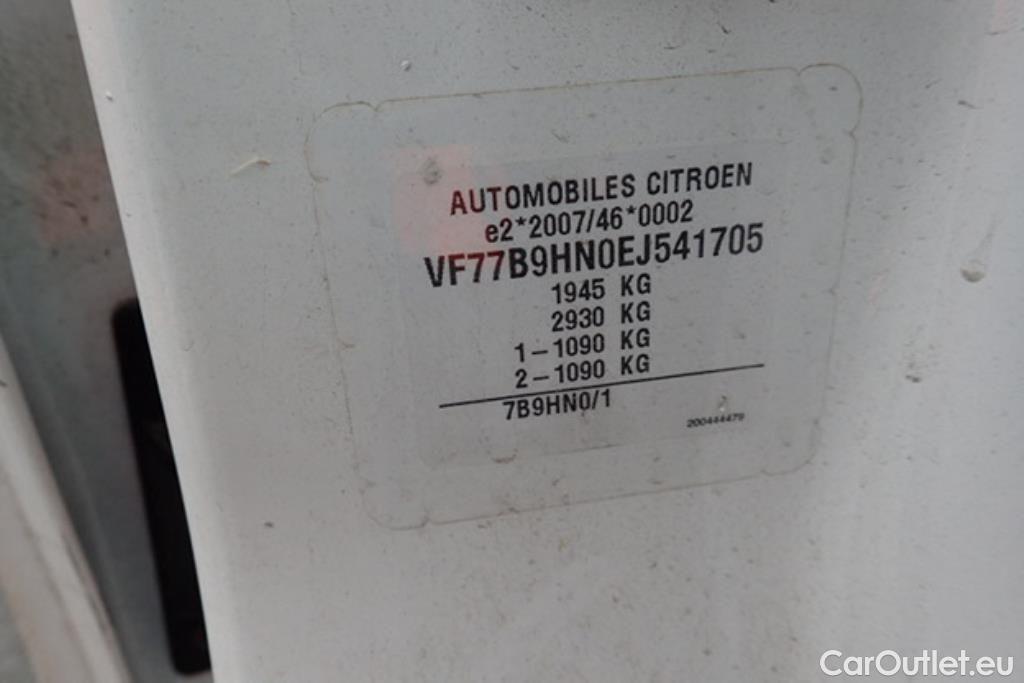 AUTOMOBILES CITROEN
e2*2007/46*0002
VF77B9HN0EJ541705
1945 KG
2930 KG
1-1090 KG
2-1090 KG
7B9HN0/1
200444479
CarOutlet.eu